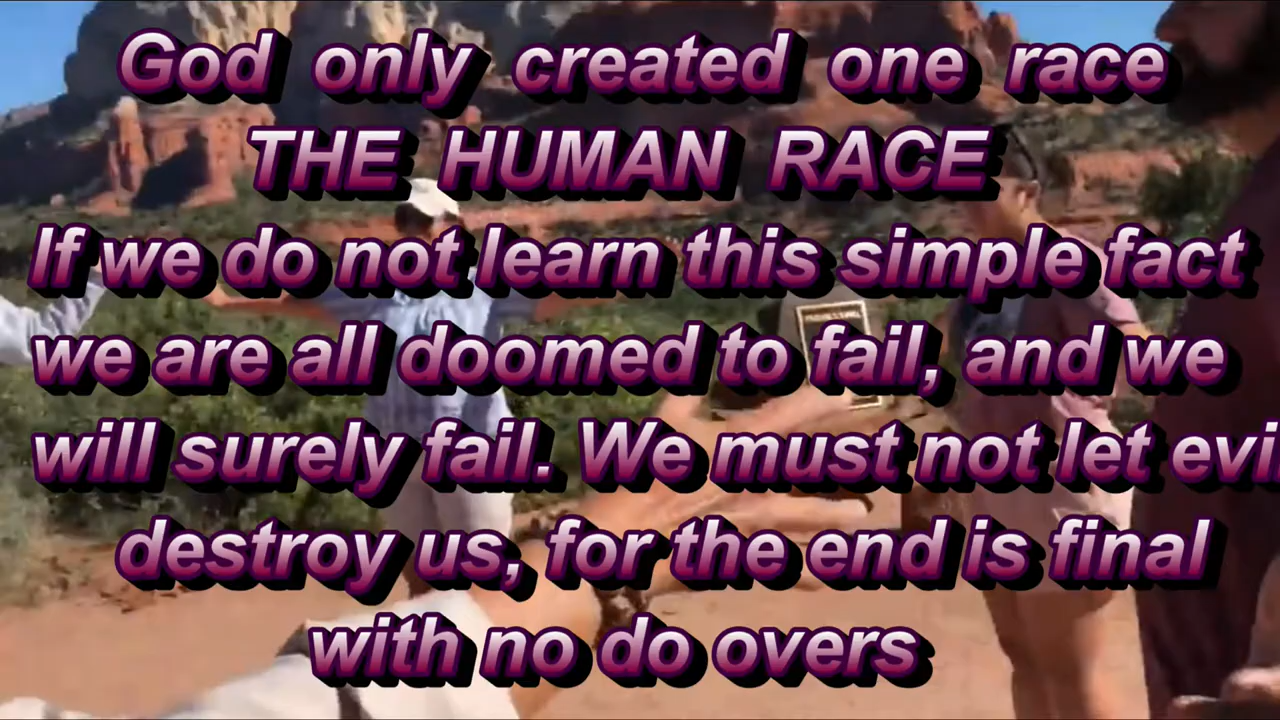 God only created one race
THE HUMAN RACE
If we do not learn this simple fact
we are all doomed to fail, and we
will surely fail. We must not let evil
destroy us, for the end is final
with no do overs